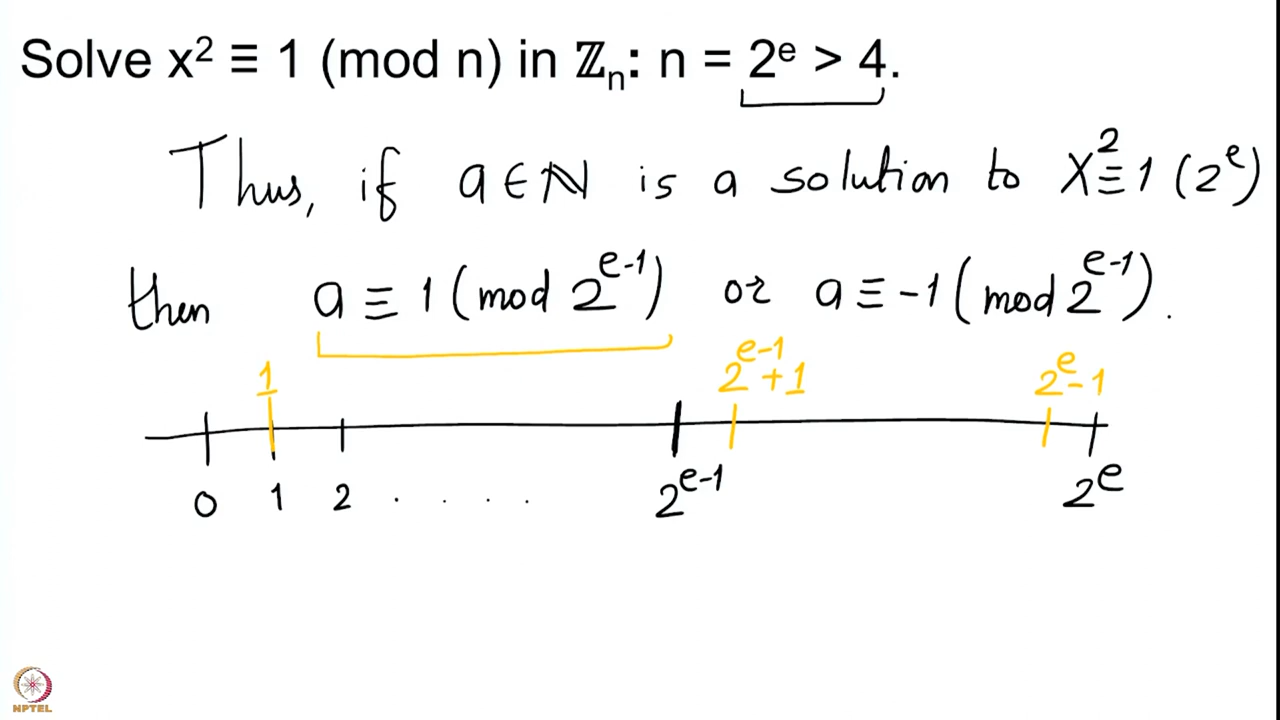 Solve x² ≡ 1 (mod n) in ℤₙ: n = 2ᵉ > 4.
Thus, if a ∈ ℕ is a solution to X² ≡ 1 (2ᵉ)
then a ≡ 1 (mod 2ᵉ⁻¹) or a ≡ -1 (mod 2ᵉ⁻¹).
1 2ᵉ⁻¹+1 2ᵉ-1
0 1 2 . . . . 2ᵉ⁻¹ 2ᵉ
NPTEL